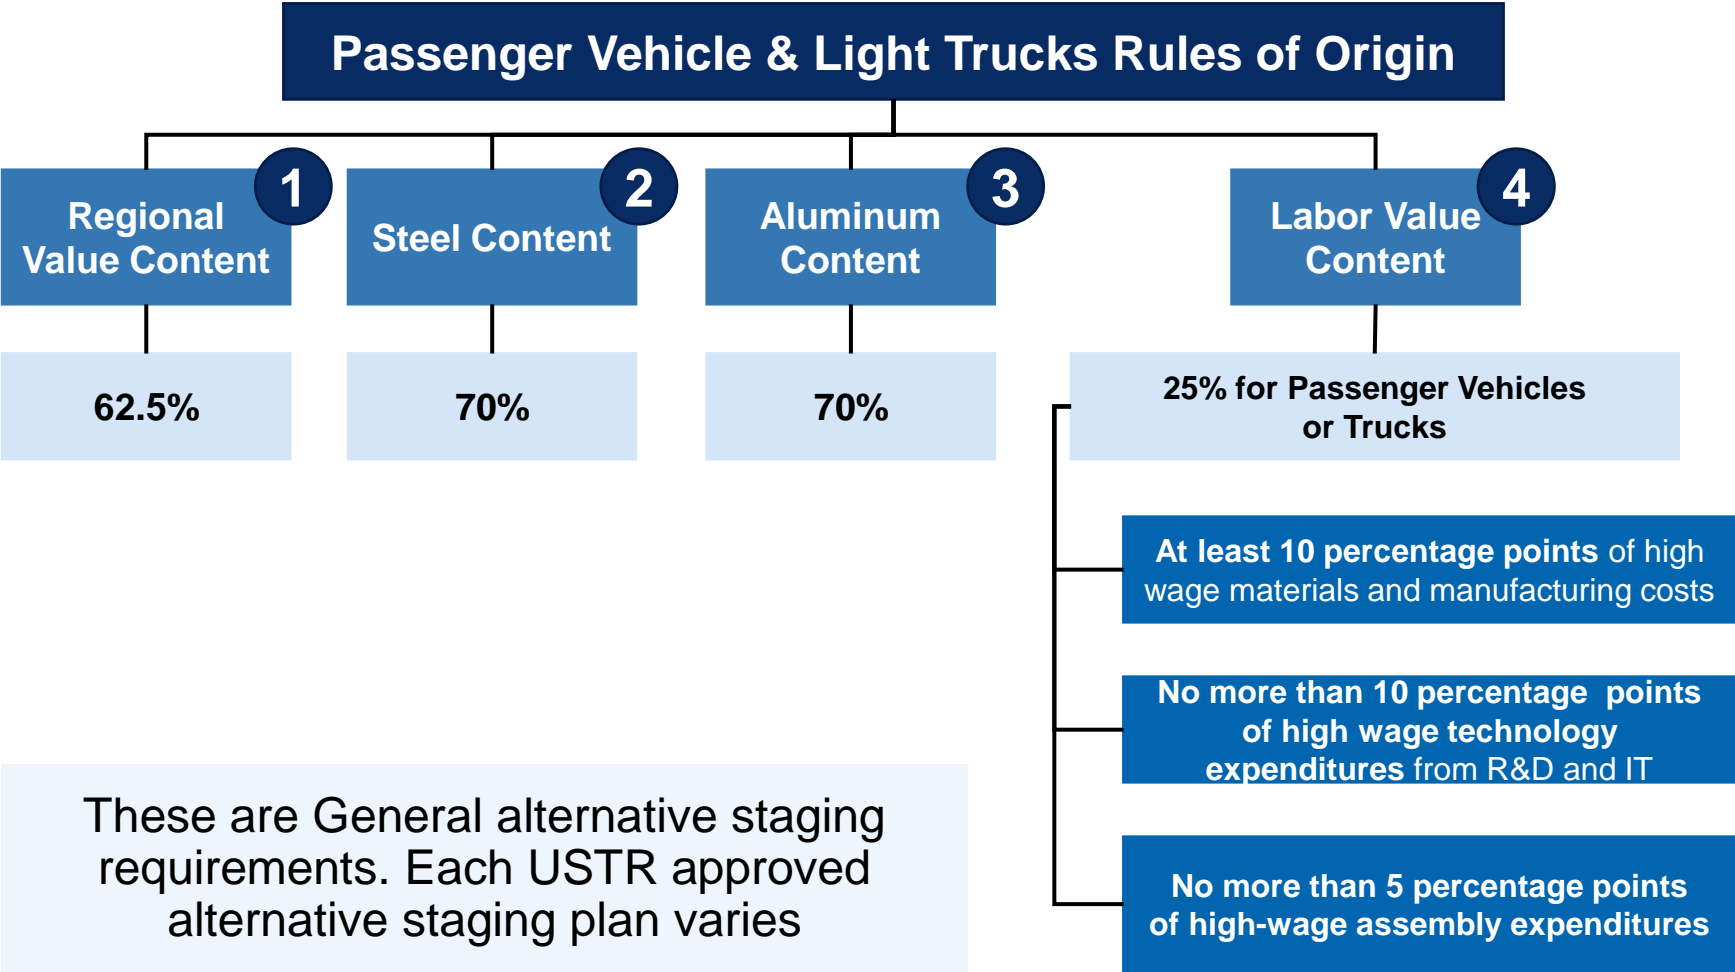 Passenger Vehicle & Light Trucks Rules of Origin
1
Regional
Value Content
62.5%
2
Steel Content
70%
3
Aluminum
Content
70%
4
Labor Value
Content
25% for Passenger Vehicles
or Trucks
At least 10 percentage points of high
wage materials and manufacturing costs
No more than 10 percentage points
of high wage technology
expenditures from R&D and IT
No more than 5 percentage points
of high-wage assembly expenditures
These are General alternative staging
requirements. Each USTR approved
alternative staging plan varies